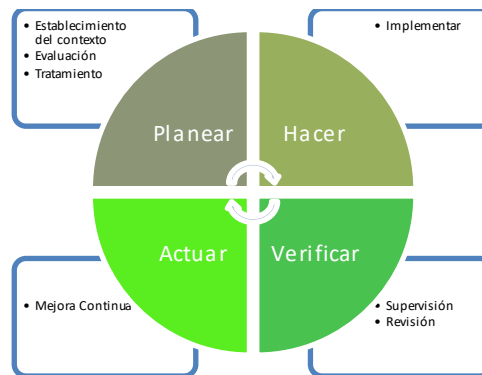 • Establecimiento
del contexto
• Evaluación
• Tratamiento
• Implementar
Planear
Hacer
Actuar
Verificar
• Mejora Continua
• Supervisión
• Revisión